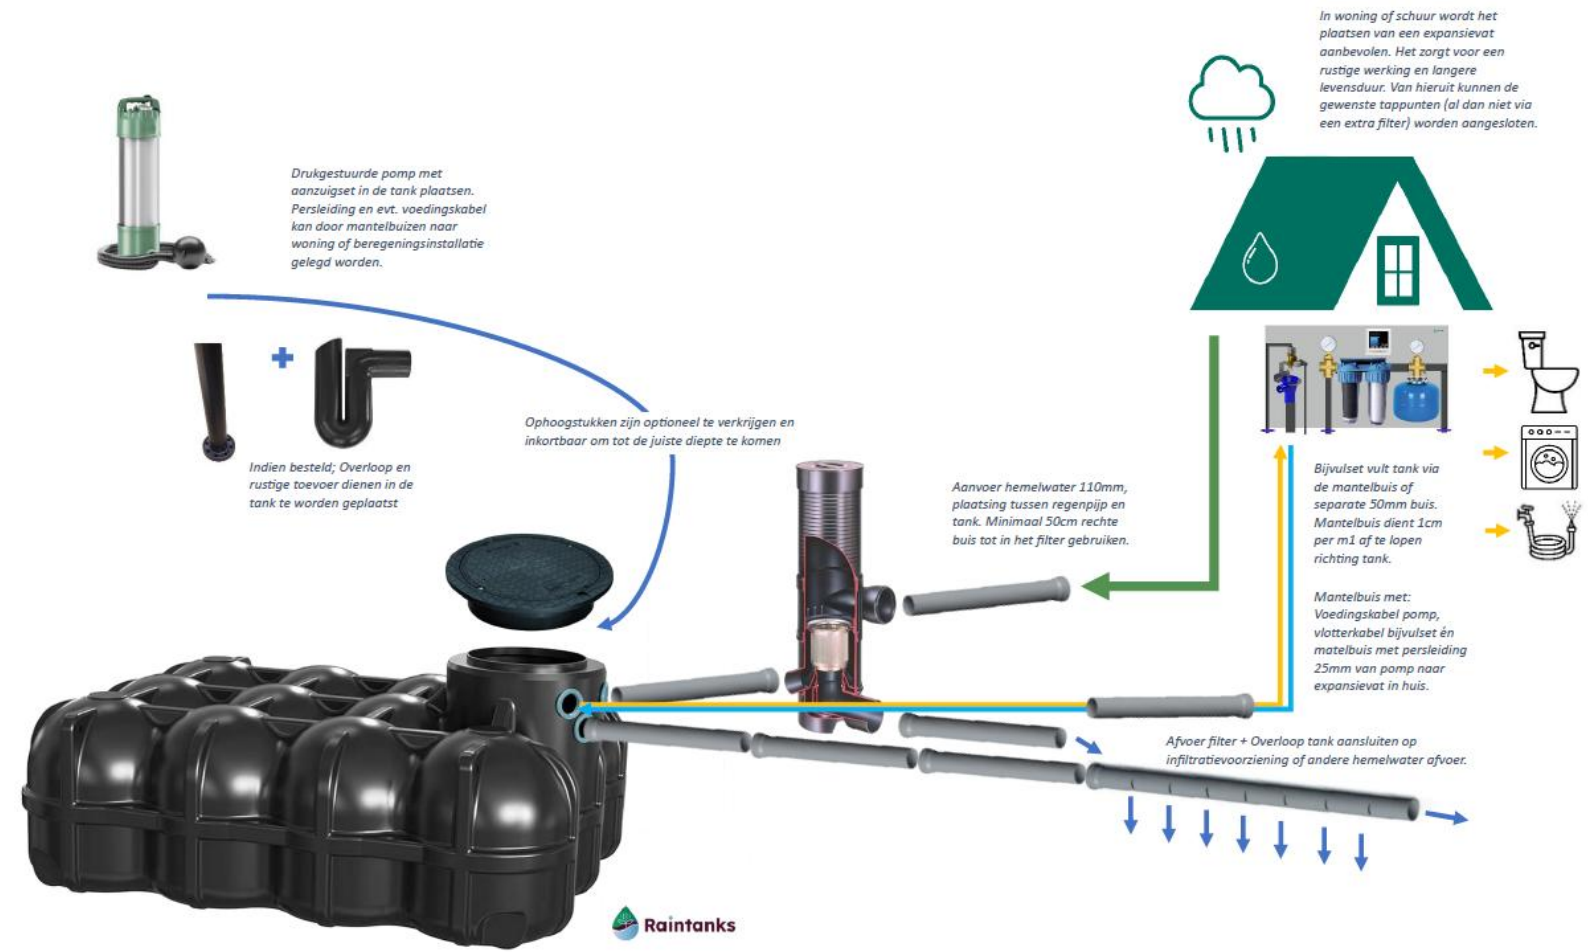 In woning of schuur wordt het
plaatsen van een expansievat
aanbevolen. Het zorgt voor een
rustige werking en langere
levensduur. Van hieruit kunnen de
gewenste tappunten (al dan niet via
een extra filter) worden aangesloten.
Drukgestuurde pomp met
aanzuigset in de tank plaatsen.
Persleiding en evt. voedingskabel
kan door mantelbuizen naar
woning of beregeningsinstallatie
gelegd worden.
Ophoogstukken zijn optioneel te verkrijgen en
inkortbaar om tot de juiste diepte te komen
Indien besteld; Overloop en
rustige toevoer dienen in de
tank te worden geplaatst
Aanvoer hemelwater 110mm,
plaatsing tussen regenpijp en
tank. Minimaal 50cm rechte
buis tot in het filter gebruiken.
Bijvulset vult tank via
de mantelbuis of
separate 50mm buis.
Mantelbuis dient 1cm
per m1 af te lopen
richting tank.
Mantelbuis met:
Voedingskabel pomp,
vlotterkabel bijvulset én
matelbuis met persleiding
25mm van pomp naar
expansievat in huis.
Afvoer filter + Overloop tank aansluiten op
infiltratievoorziening of andere hemelwater afvoer.
Raintanks